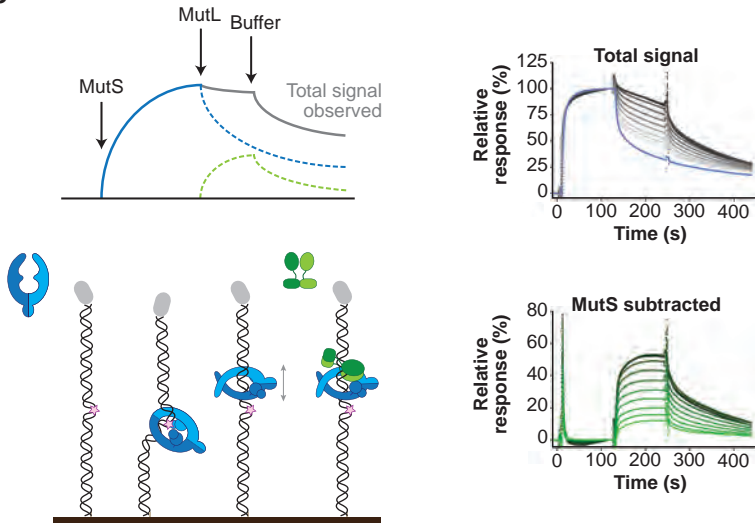 MutL
Buffer
MutS
Total signal
observed
Total signal
Relative
response (%)
125
100
75
50
25
0
0 100 200 300 400
Time (s)
MutS subtracted
Relative
response (%)
80
60
40
20
0
0 100 200 300 400
Time (s)